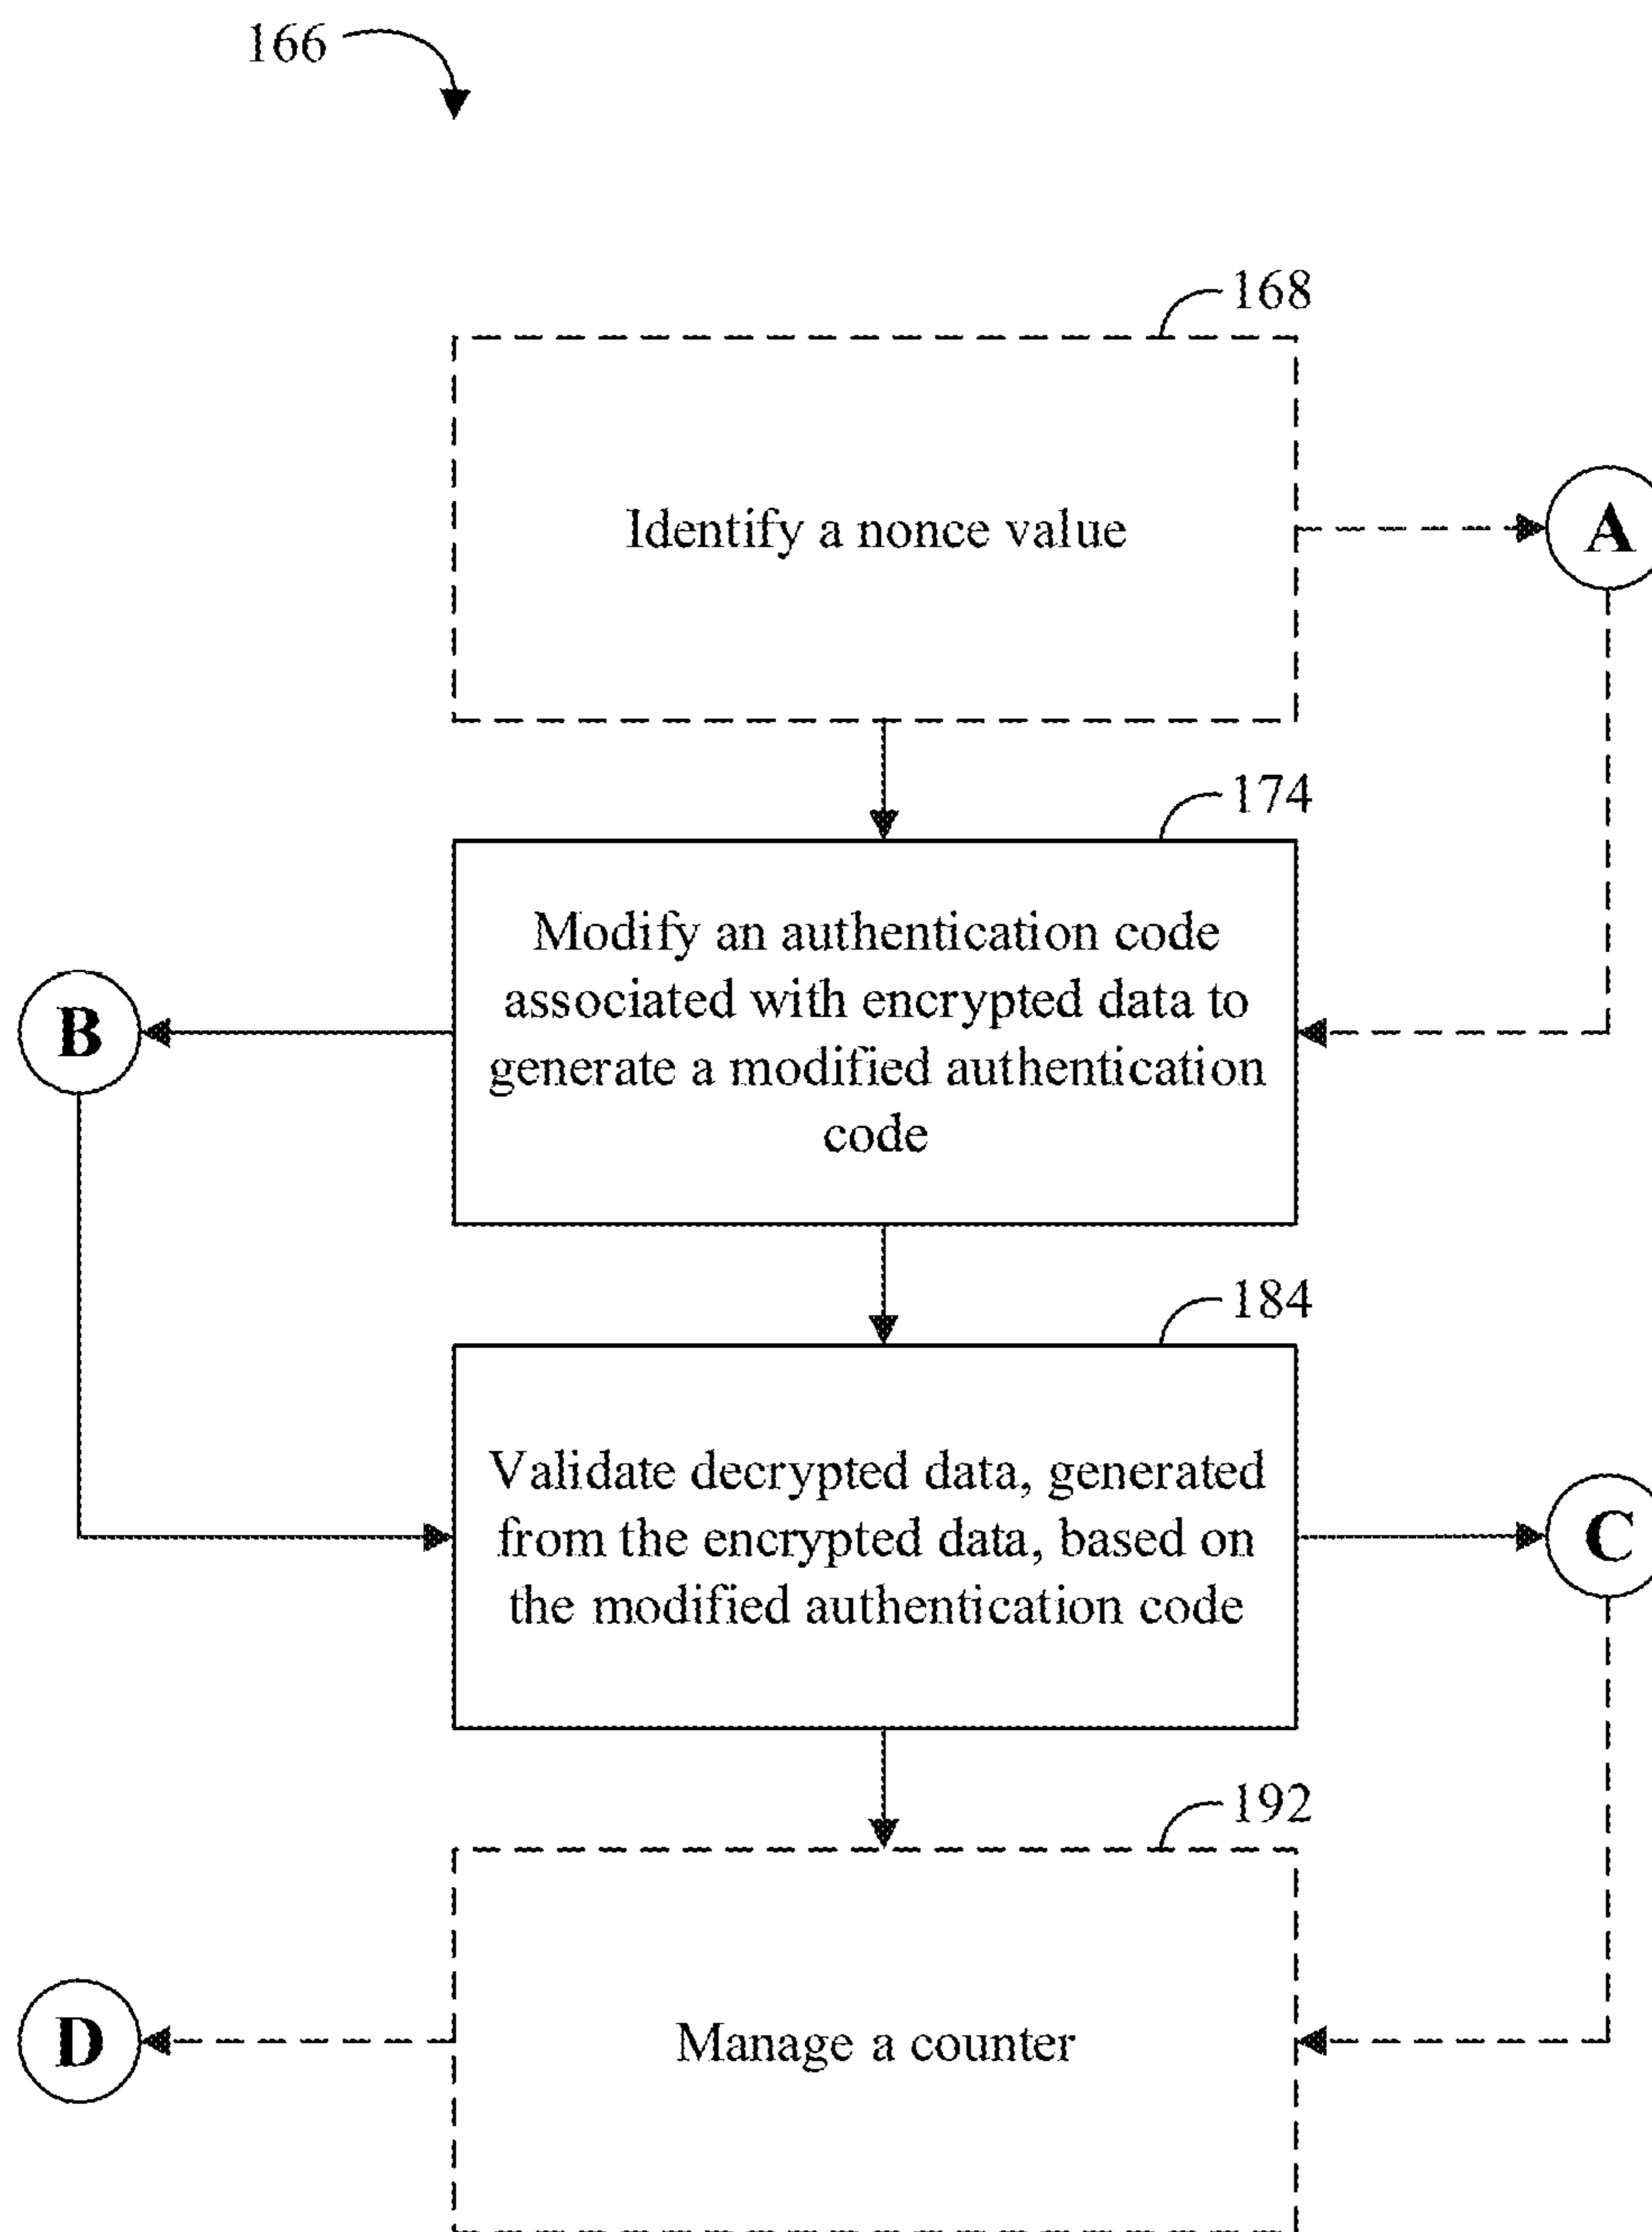 166
168
Identify a nonce value
A
174
Modify an authentication code
associated with encrypted data to
generate a modified authentication
code
B
184
Validate decrypted data, generated
from the encrypted data, based on
the modified authentication code
C
192
Manage a counter
D